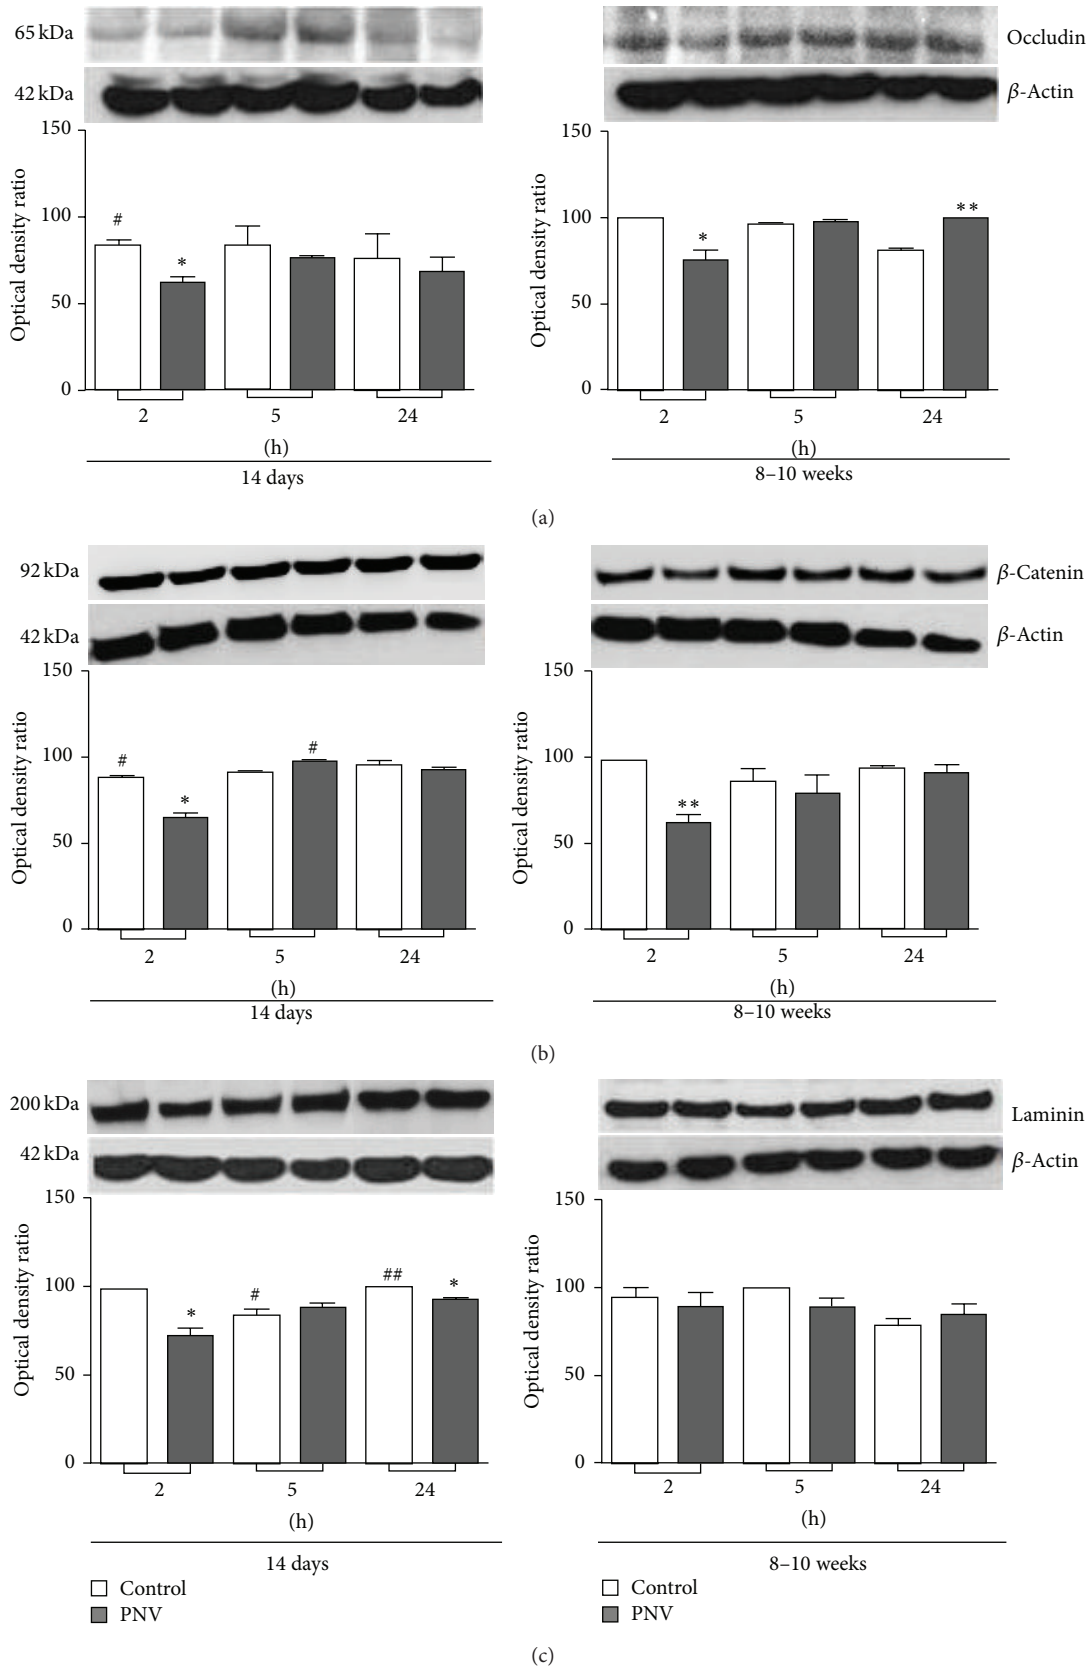 65 kDa
Occludin
42 kDa
β-Actin
150
100
50
0
Optical density ratio
#
*
2
5
24
(h)
14 days
150
100
50
0
Optical density ratio
*
**
2
5
24
(h)
8–10 weeks
(a)
92 kDa
β-Catenin
42 kDa
β-Actin
150
100
50
0
Optical density ratio
#
*
#
2
5
24
(h)
14 days
150
100
50
0
Optical density ratio
**
2
5
24
(h)
8–10 weeks
(b)
200 kDa
Laminin
42 kDa
β-Actin
150
100
50
0
Optical density ratio
*
#
##
*
2
5
24
(h)
14 days
Control
PNV
150
100
50
0
Optical density ratio
2
5
24
(h)
8–10 weeks
Control
PNV
(c)